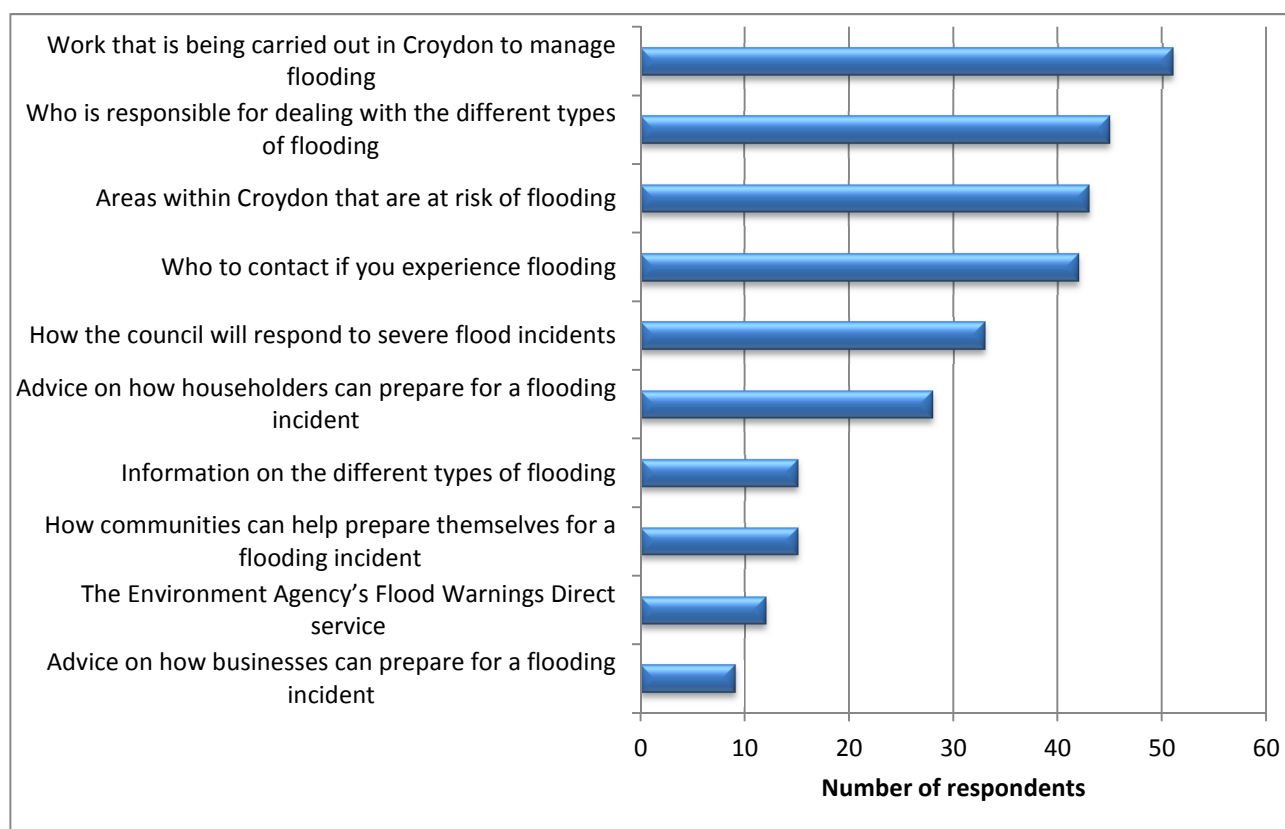 Work that is being carried out in Croydon to manage
flooding
Who is responsible for dealing with the different types
of flooding
Areas within Croydon that are at risk of flooding
Who to contact if you experience flooding
How the council will respond to severe flood incidents
Advice on how householders can prepare for a flooding
incident
Information on the different types of flooding
How communities can help prepare themselves for a
flooding incident
The Environment Agency’s Flood Warnings Direct
service
Advice on how businesses can prepare for a flooding
incident
0 10 20 30 40 50 60
Number of respondents